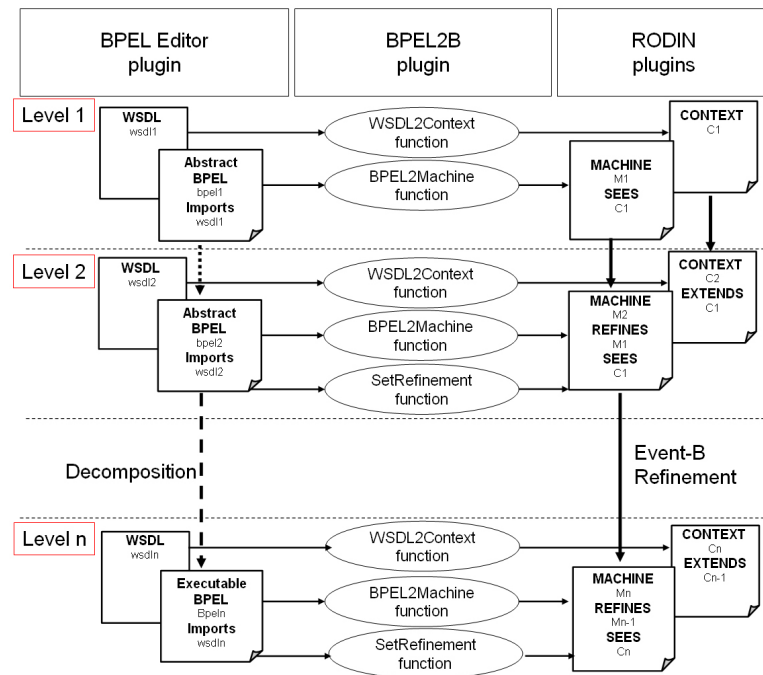 BPEL Editor
plugin
BPEL2B
plugin
RODIN
plugins
Level 1
WSDL
wsdl1
Abstract
BPEL
bpel1
Imports
wsdl1
WSDL2Context
function
BPEL2Machine
function
CONTEXT
C1
MACHINE
M1
SEES
C1
Level 2
WSDL
wsdl2
Abstract
BPEL
bpel2
Imports
wsdl2
WSDL2Context
function
BPEL2Machine
function
SetRefinement
function
CONTEXT
C2
EXTENDS
C1
MACHINE
M2
REFINES
M1
SEES
C1
Decomposition
Event-B
Refinement
Level n
WSDL
wsdln
Executable
BPEL
Bpeln
Imports
wsdln
WSDL2Context
function
BPEL2Machine
function
SetRefinement
function
CONTEXT
Cn
EXTENDS
Cn-1
MACHINE
Mn
REFINES
Mn-1
SEES
Cn